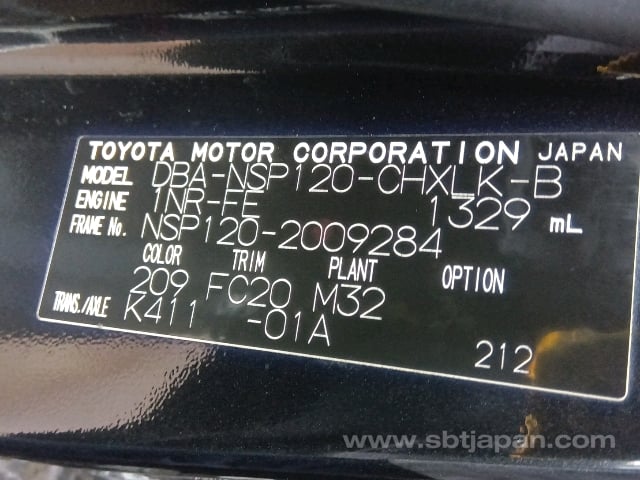 TOYOTA MOTOR CORPORATION JAPAN
MODEL DBA-NSP120-CHXLK-B
ENGINE 1NR-FE 1329 mL
FRAME No. NSP120-2009284
COLOR TRIM PLANT OPTION
209 FC20 M32
TRANS./AXLE K411 -01A
212
www.sbtjapan.com